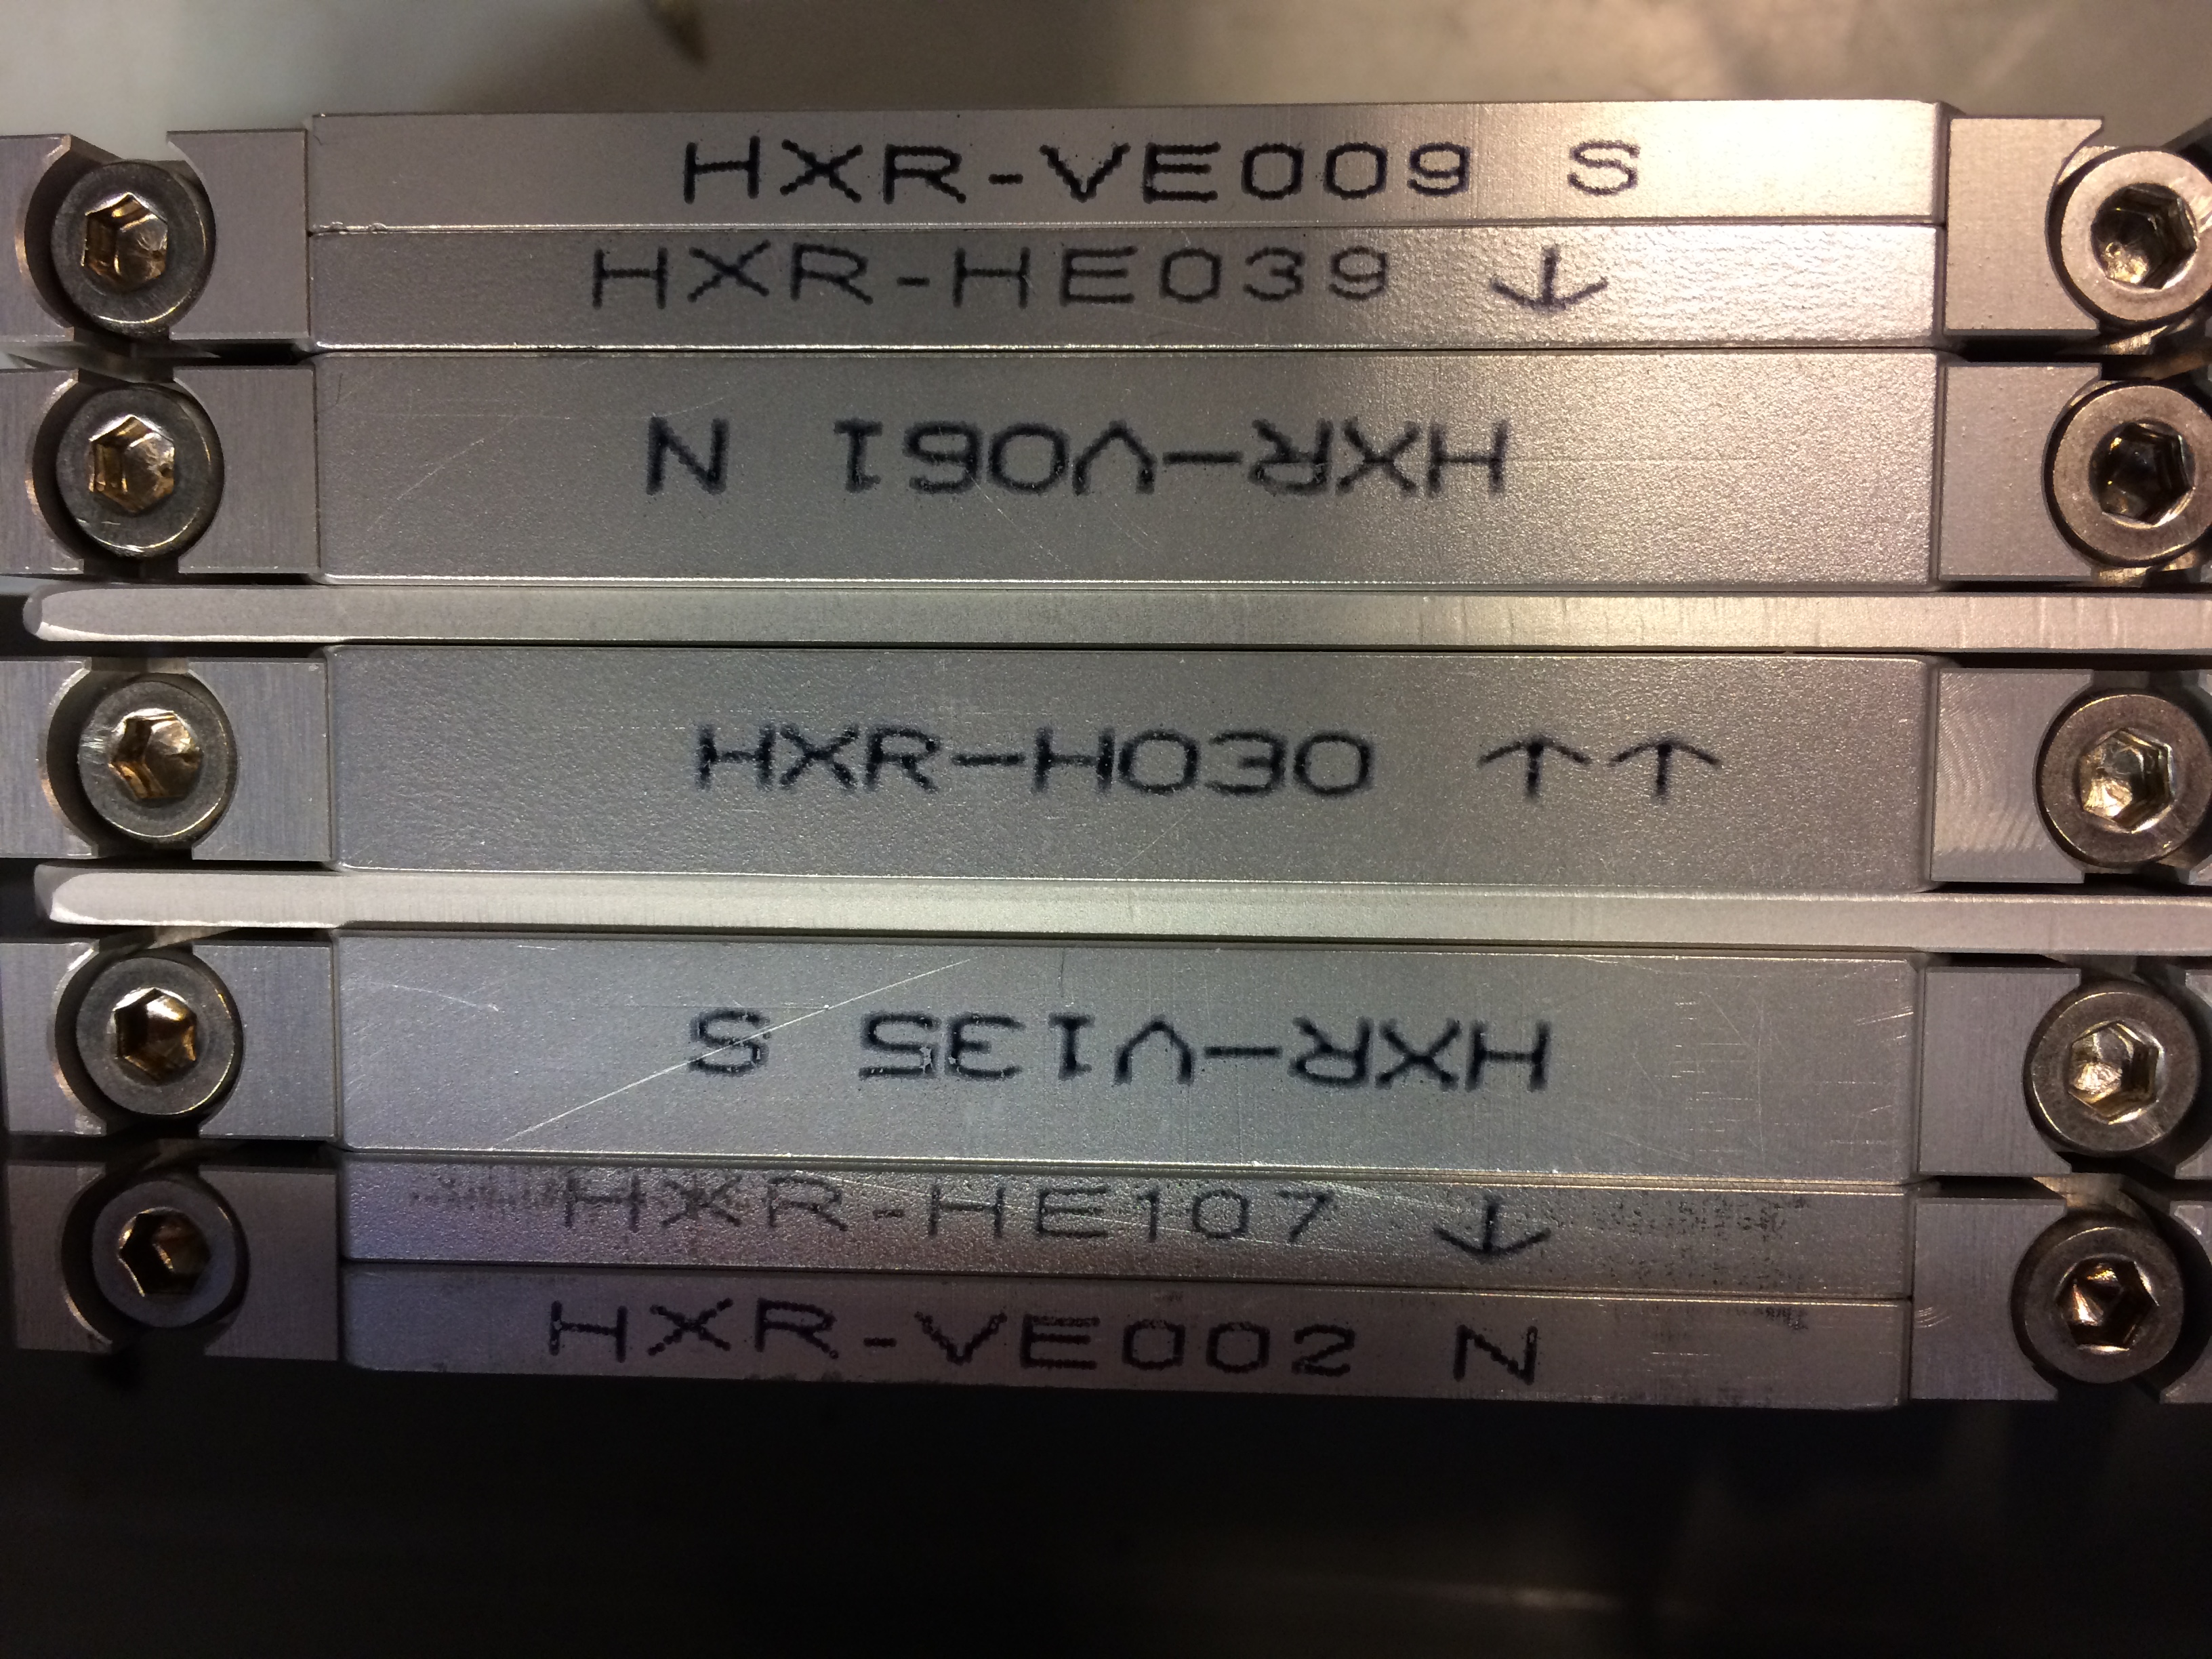 HXR-VE009 S
HXR-HE039 ↓
HXR-V061 N
HXR-H030 ↑↑
HXR-V135 S
HXR-HE107 ↓
HXR-VE002 N